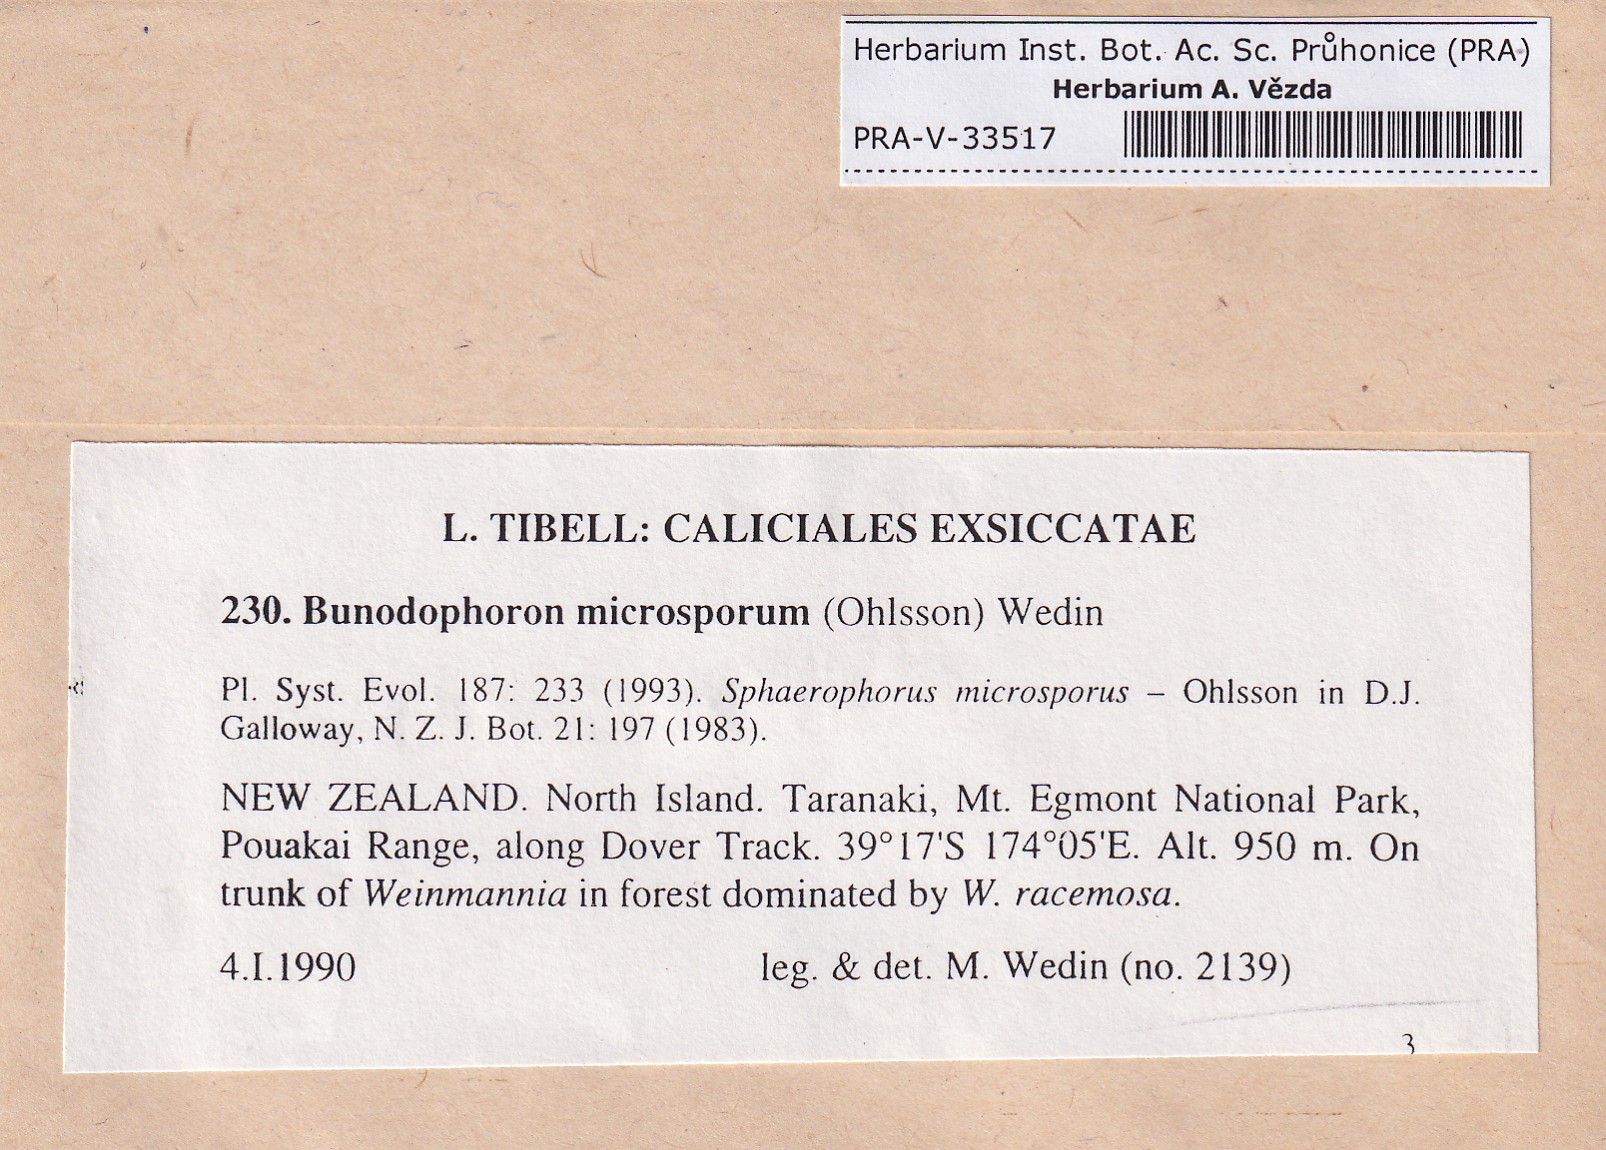 Herbarium Inst. Bot. Ac. Sc. Průhonice (PRA)
Herbarium A. Vězda
PRA-V-33517
L. TIBELL: CALICIALES EXSICCATAE
230. Bunodophoron microsporum (Ohlsson) Wedin
Pl. Syst. Evol. 187: 233 (1993). Sphaerophorus microsporus – Ohlsson in D.J.
Galloway, N. Z. J. Bot. 21: 197 (1983).
NEW ZEALAND. North Island. Taranaki, Mt. Egmont National Park,
Pouakai Range, along Dover Track. 39°17'S 174°05'E. Alt. 950 m. On
trunk of Weinmannia in forest dominated by W. racemosa.
4.I.1990 leg. & det. M. Wedin (no. 2139)
3